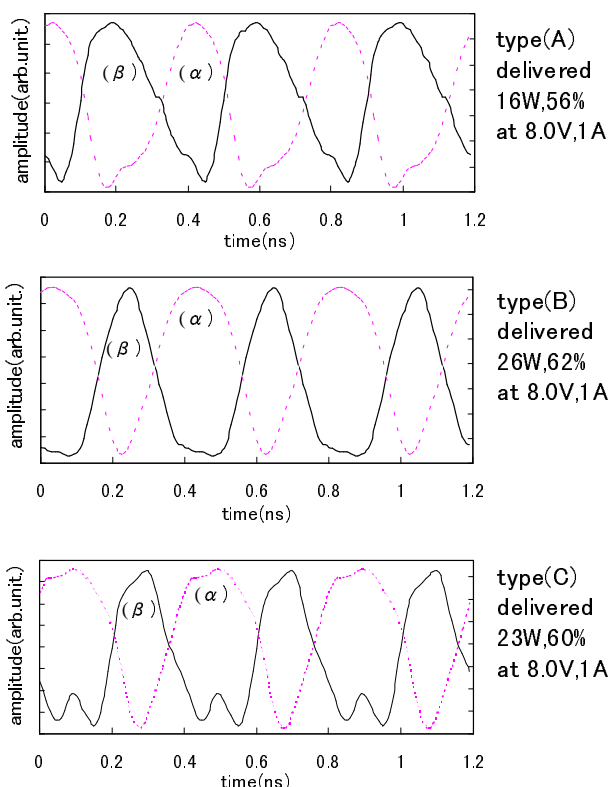 amplitude(arb.unit.)
(β)
(α)
0 0.2 0.4 0.6 0.8 1 1.2
time(ns)
type(A)
delivered
16W,56%
at 8.0V,1A
amplitude(arb.unit.)
(β)
(α)
0 0.2 0.4 0.6 0.8 1 1.2
time(ns)
type(B)
delivered
26W,62%
at 8.0V,1A
amplitude(arb.unit.)
(β)
(α)
0 0.2 0.4 0.6 0.8 1 1.2
time(ns)
type(C)
delivered
23W,60%
at 8.0V,1A